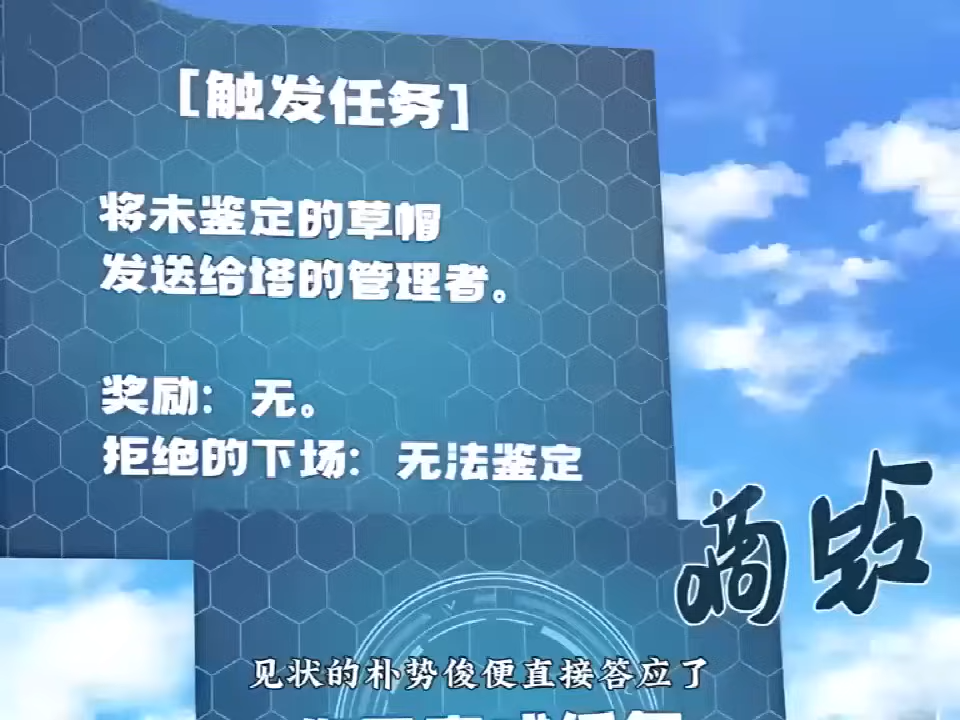 [触发任务]
将未鉴定的草帽
发送给塔的管理者。
奖励: 无。
拒绝的下场: 无法鉴定
见状的朴势俊便直接答应了